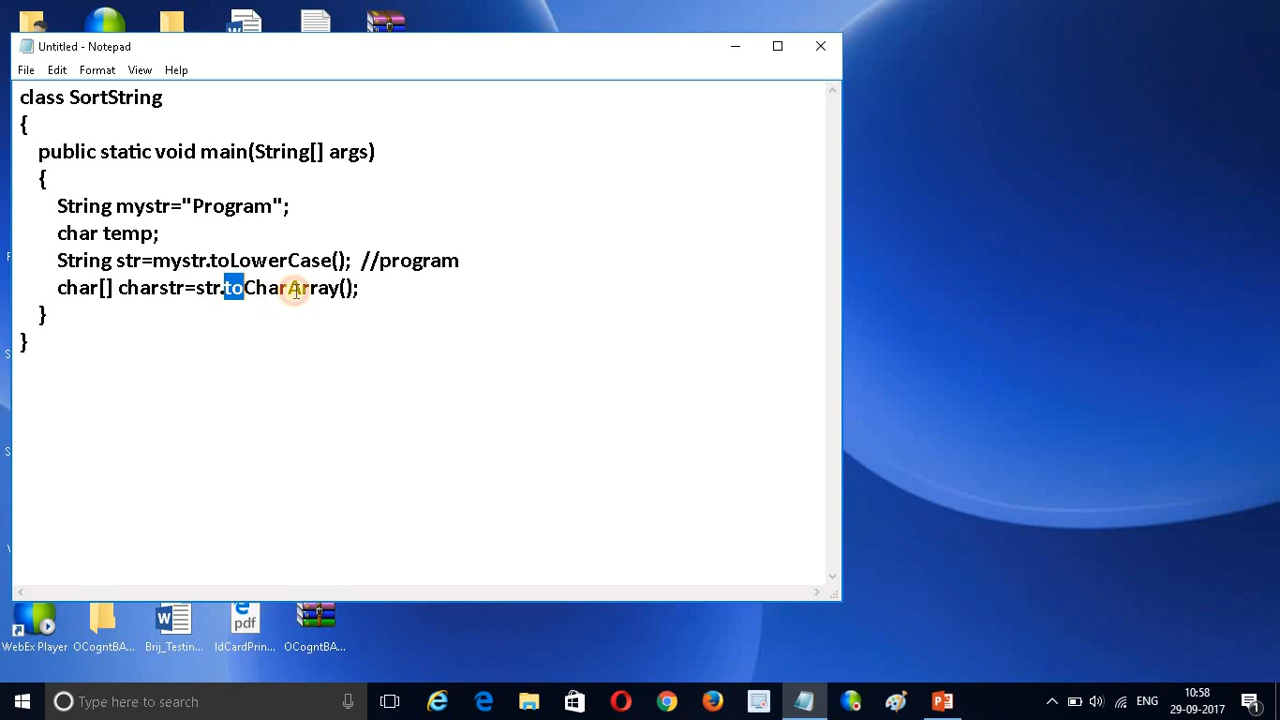 Untitled - Notepad
File Edit Format View Help
class SortString
{
public static void main(String[] args)
{
String mystr="Program";
char temp;
String str=mystr.toLowerCase(); //program
char[] charstr=str.toCharArray();
}
}
WebEx Player OCogntBA... Brij_Testin... IdCardPrin... OCogntBA...
pdf
Type here to search
ENG
10:58
29-09-2017